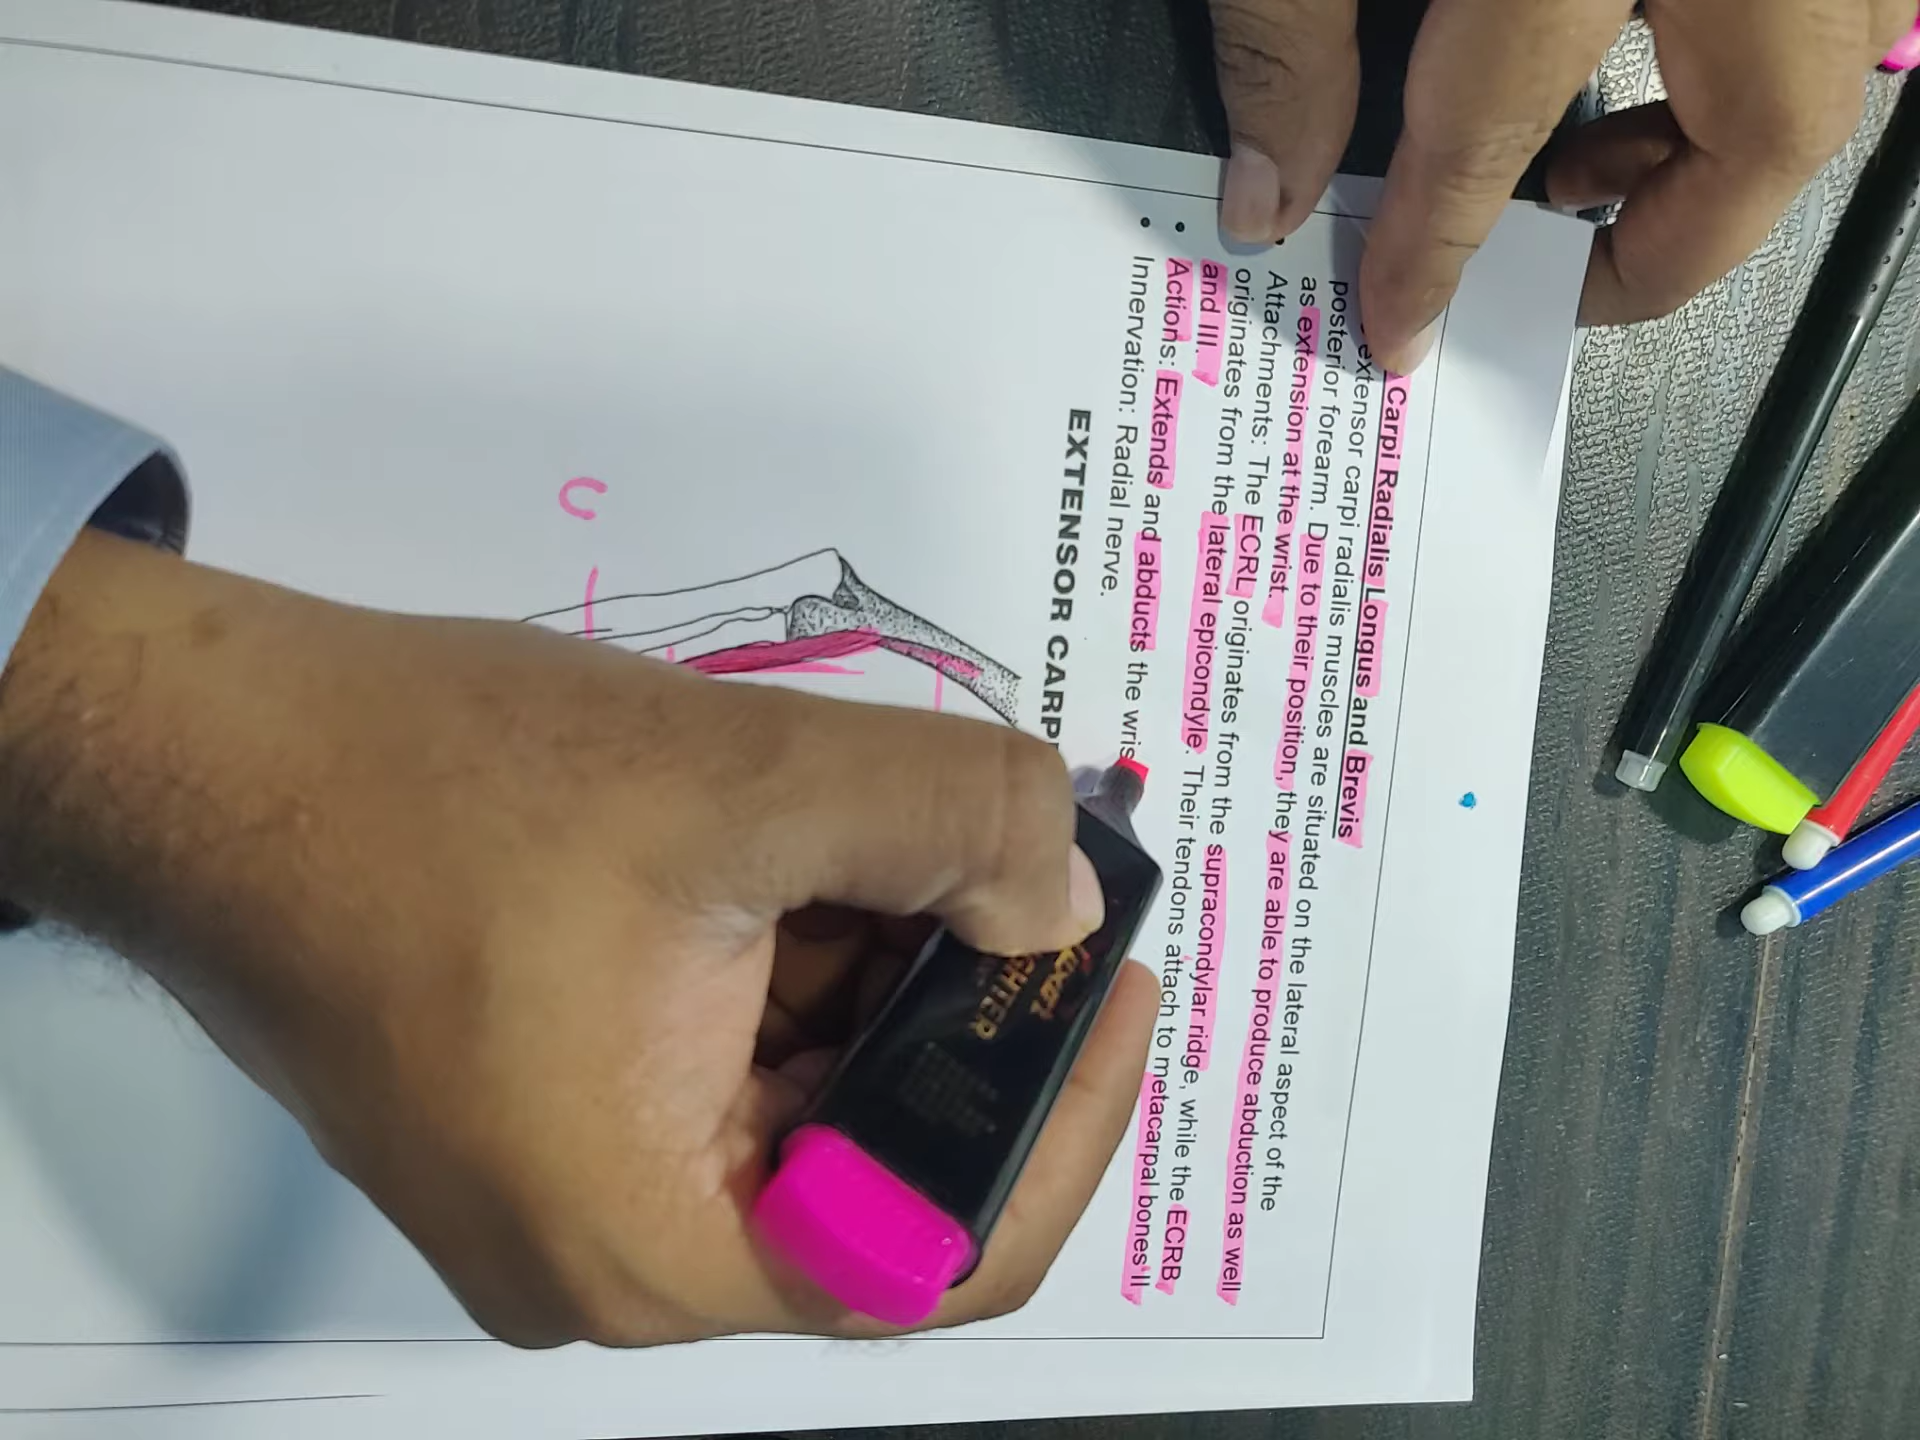 Carpi Radialis Longus and Brevis
extensor carpi radialis muscles are situated on the lateral aspect of the
posterior forearm. Due to their position, they are able to produce abduction as well
as extension at the wrist.
Attachments: The ECRL originates from the supracondylar ridge, while the ECRB
originates from the lateral epicondyle. Their tendons attach to metacarpal bones II
and III.
Actions: Extends and abducts the wris
Innervation: Radial nerve.
EXTENSOR CARP